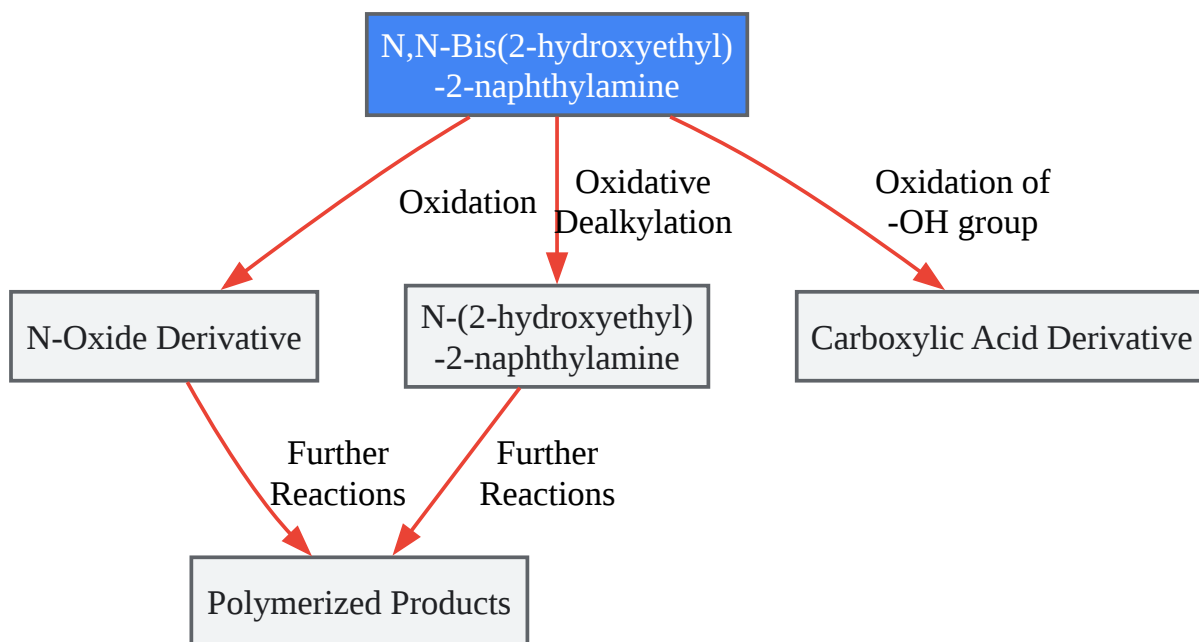 N,N-Bis(2-hydroxyethyl)
-2-naphthylamine
Oxidation
Oxidative
Dealkylation
Oxidation of
-OH group
N-Oxide Derivative
N-(2-hydroxyethyl)
-2-naphthylamine
Carboxylic Acid Derivative
Further
Reactions
Further
Reactions
Polymerized Products